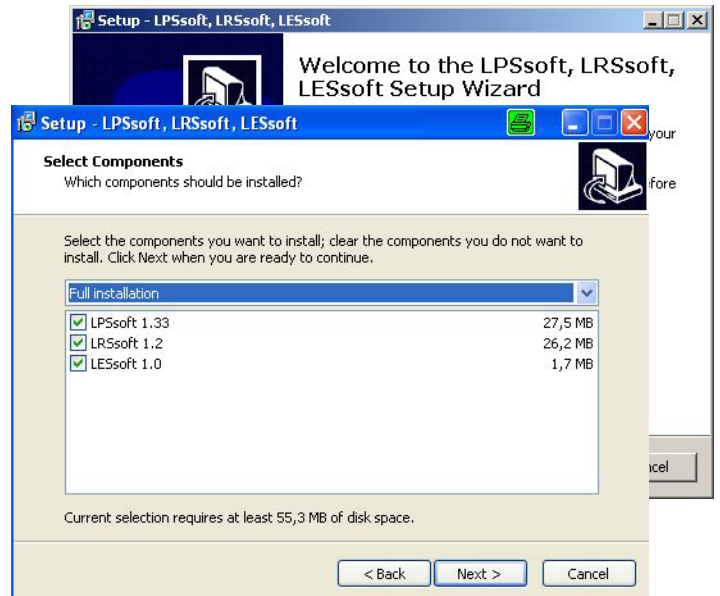 Setup - LPSsoft, LRSsoft, LESsoft
Welcome to the LPSsoft, LRSsoft,
LESsoft Setup Wizard
your
fore
ncel
Setup - LPSsoft, LRSsoft, LESsoft
Select Components
Which components should be installed?
Select the components you want to install; clear the components you do not want to
install. Click Next when you are ready to continue.
Full installation
LPSsoft 1.33 27,5 MB
LRSsoft 1.2 26,2 MB
LESsoft 1.0 1,7 MB
Current selection requires at least 55,3 MB of disk space.
< Back Next > Cancel